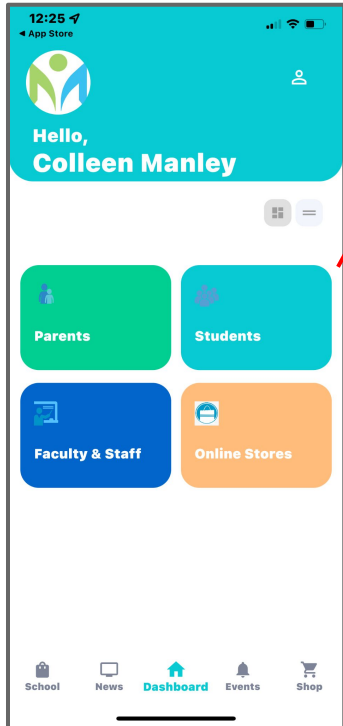 12:25
◀ App Store
Hello,
Colleen Manley
Parents
Students
Faculty & Staff
Online Stores
School
News
Dashboard
Events
Shop